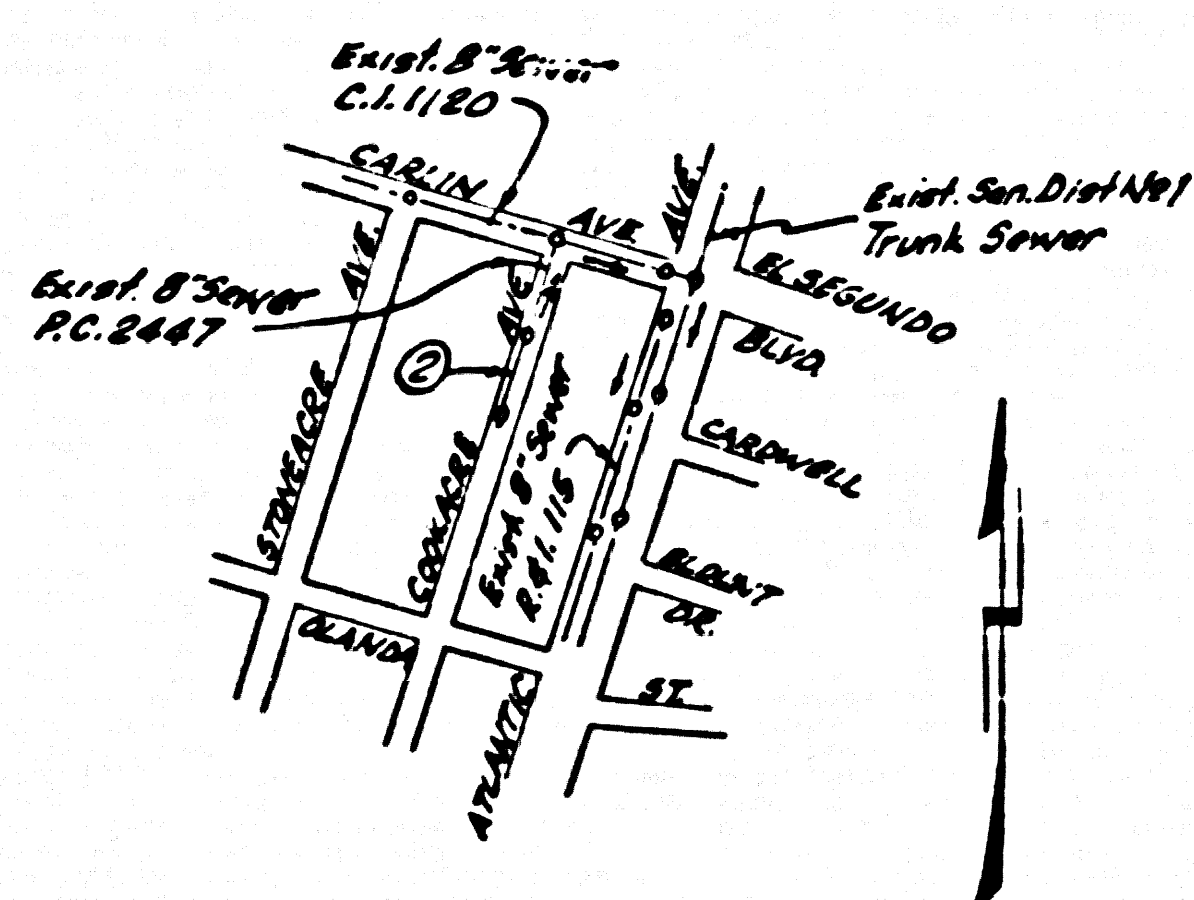 Exist. 8" Sewer
C.I. 1120
CARLIN AVE.
AVE.
Exist. San. Dist No 1
Trunk Sewer
EL SEGUNDO
BLVD.
Exist. 8" Sewer
P.C. 2447
2
STONEACRE AVE.
COOKACRE AVE
Exist. 8" Sewer
R.&I. 115
CARDWELL
DR.
OLANDA
ST.
ATLANTIC